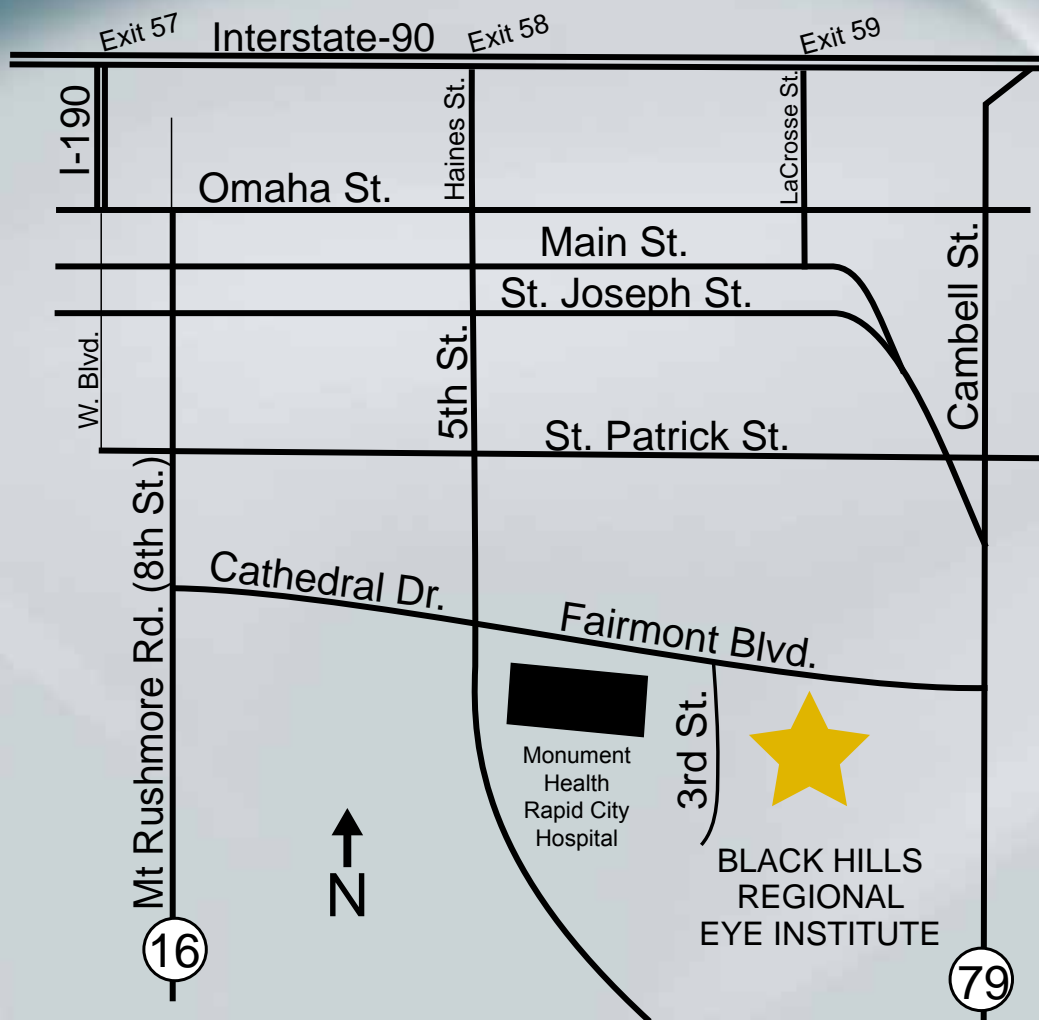 Exit 57
Interstate-90
Exit 58
Exit 59
I-190
Haines St.
LaCrosse St.
Omaha St.
Main St.
St. Joseph St.
Cambell St.
W. Blvd.
5th St.
St. Patrick St.
Mt Rushmore Rd. (8th St.)
Cathedral Dr.
Fairmont Blvd.
3rd St.
Monument
Health
Rapid City
Hospital
N
BLACK HILLS
REGIONAL
EYE INSTITUTE
16
79